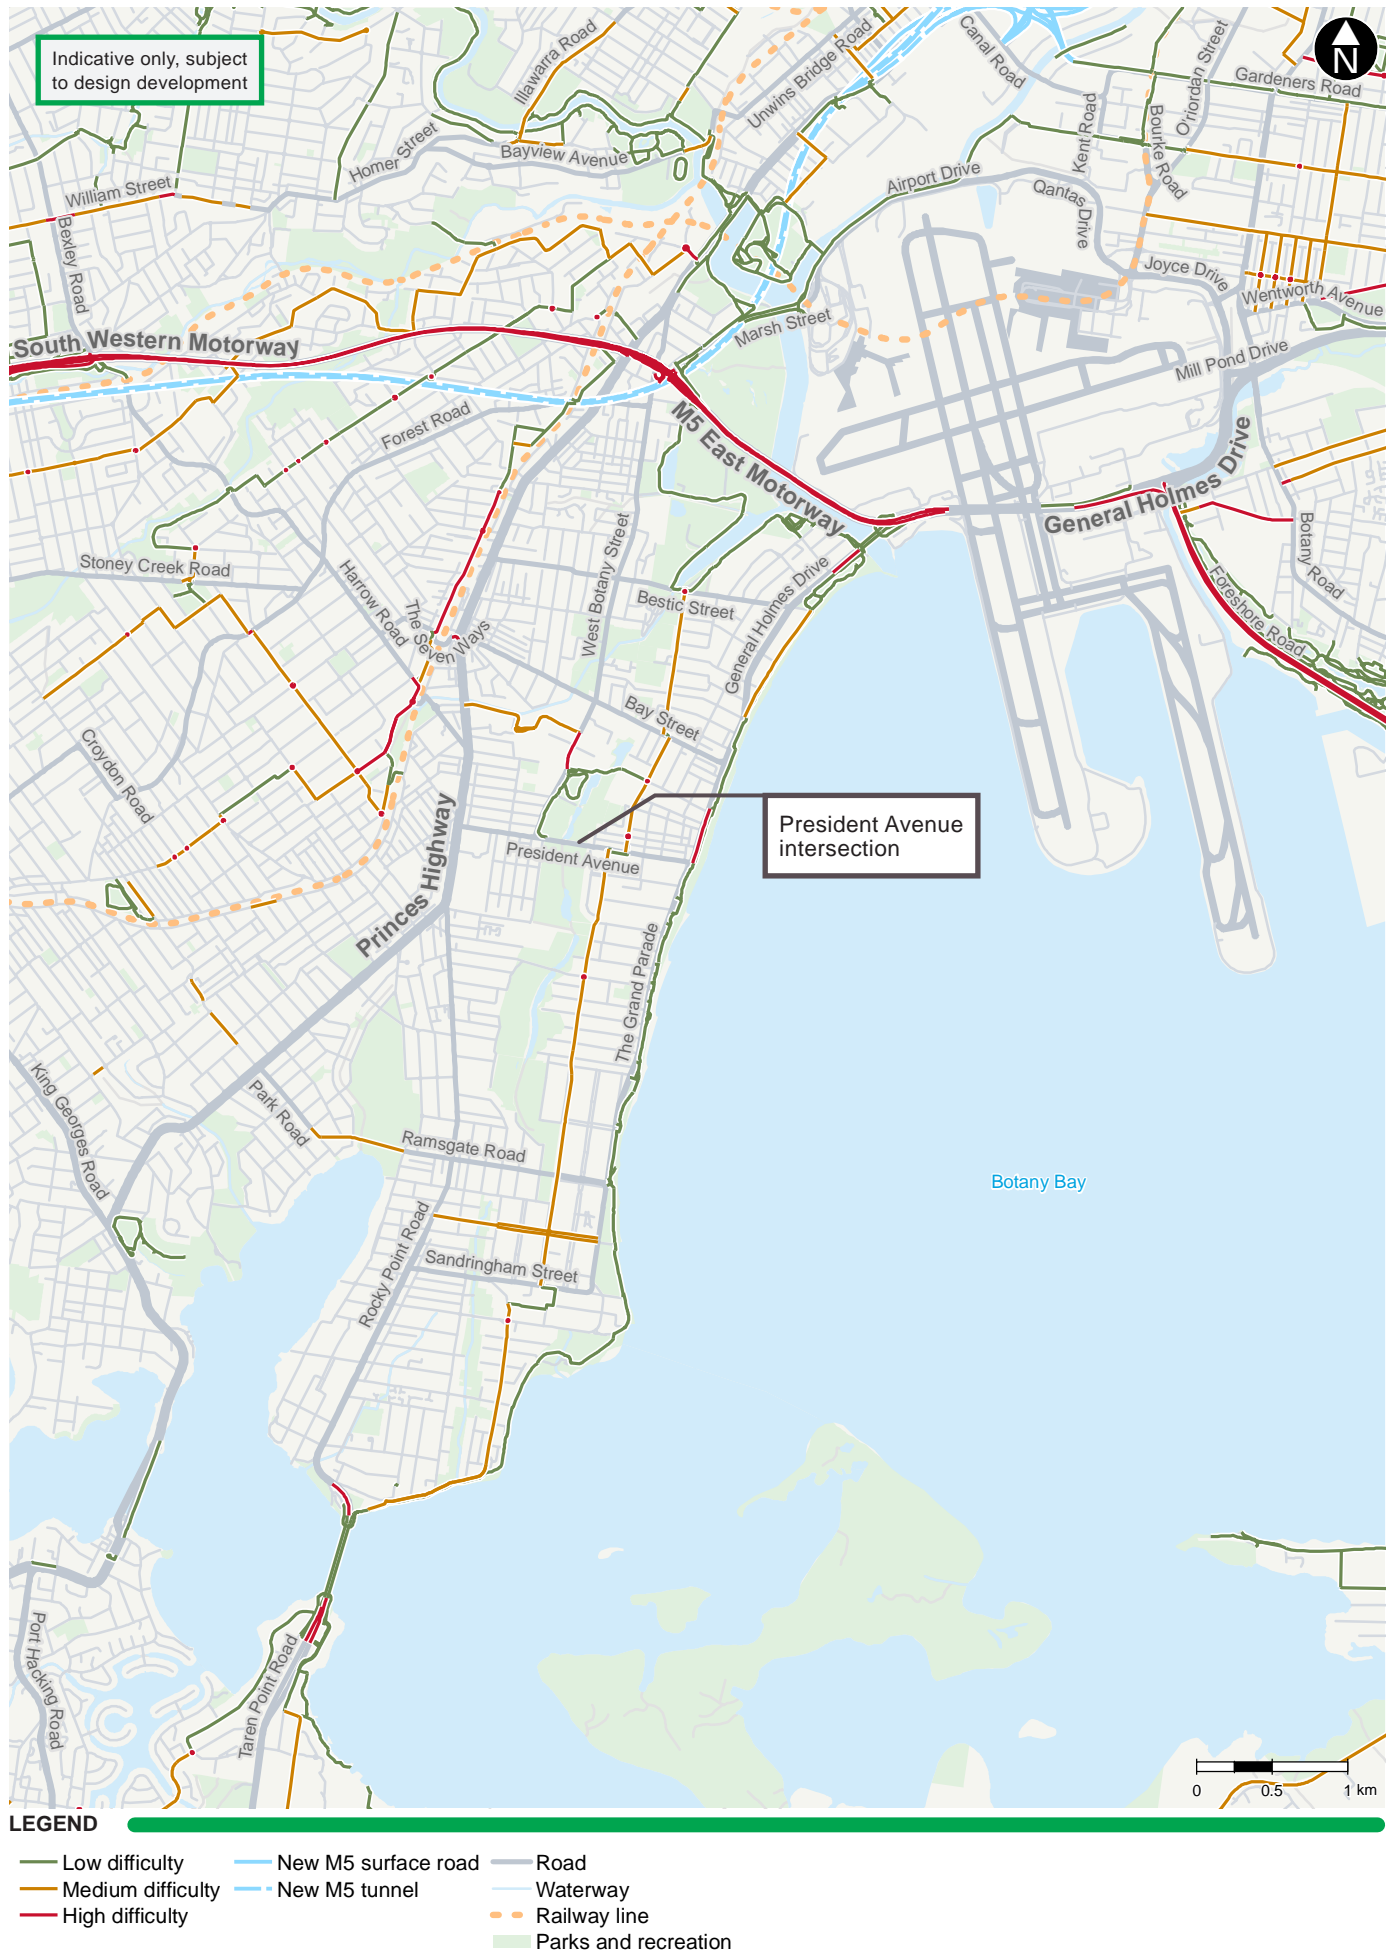 Indicative only, subject
to design development
N
Canal Road
Illawarra Road
Unwins Bridge Road
Gardeners Road
O'riordan Street
Kent Road
Bourke Road
Homer Street
Bayview Avenue
William Street
Airport Drive
Qantas
Drive
Bexley Road
Joyce Drive
Wentworth Avenue
South Western Motorway
Marsh Street
Mill Pond Drive
Forest Road
M5 East Motorway
General Holmes Drive
Botany Road
Stoney Creek Road
Harrow Road
The Seven Ways
West Botany Street
Bestic Street
General Holmes Drive
Foreshore Road
Bay Street
Croydon Road
Princes Highway
President Avenue
intersection
President Avenue
The Grand Parade
King Georges Road
Park Road
Ramsgate Road
Botany Bay
Rocky Point Road
Sandringham Street
Port Hacking Road
Taren Point Road
0 0.5 1 km
LEGEND
Low difficulty
Medium difficulty
High difficulty
New M5 surface road
New M5 tunnel
Road
Waterway
Railway line
Parks and recreation